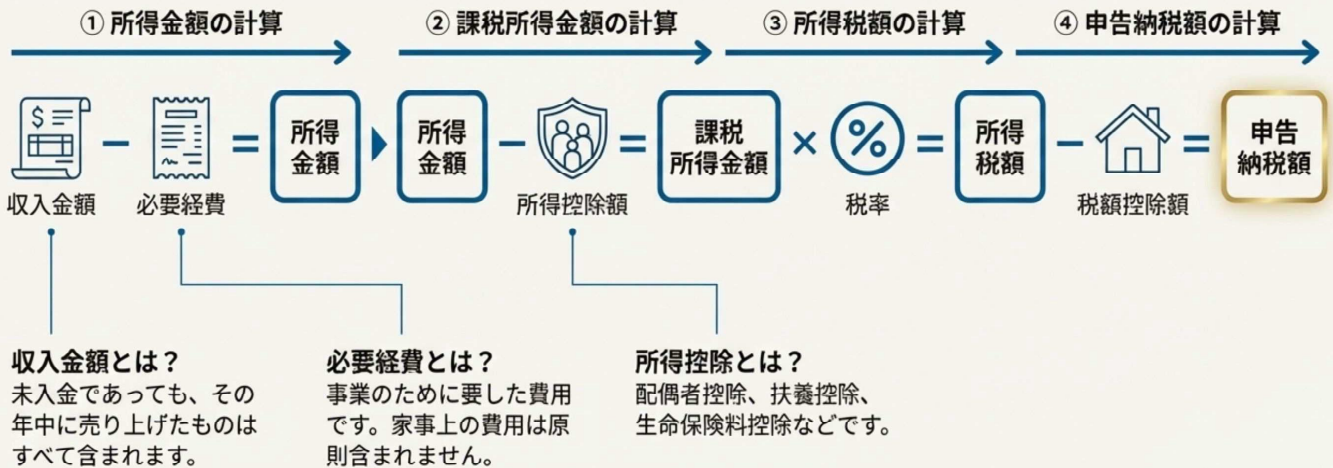 ① 所得金額の計算
② 課税所得金額の計算
③ 所得税額の計算
④ 申告納税額の計算
$
−
=
所得
金額
所得
金額
−
=
課税
所得金額
×
%
=
所得
税額
−
=
申告
納税額
収入金額
必要経費
所得控除額
税率
税額控除額
収入金額とは？
未入金であっても、その
年中に売り上げたものは
すべて含まれます。
必要経費とは？
事業のために要した費用
です。家事上の費用は原
則含まれません。
所得控除とは？
配偶者控除、扶養控除、
生命保険料控除などです。